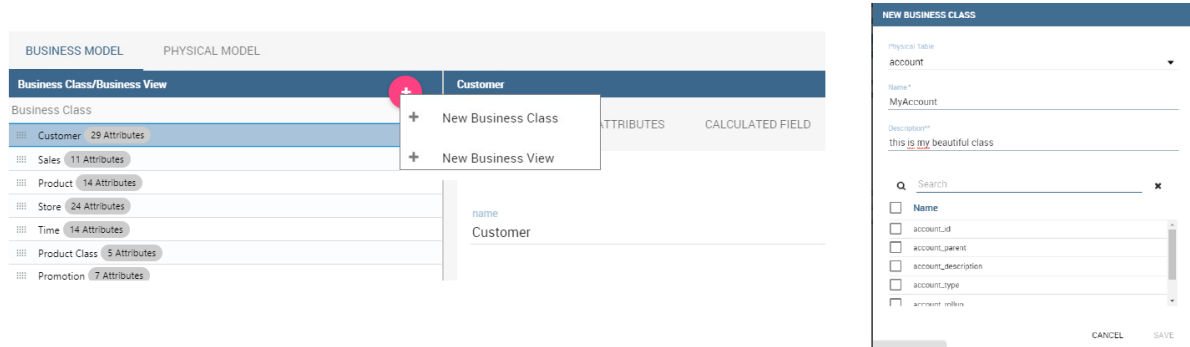 BUSINESS MODEL PHYSICAL MODEL
Business Class/Business View
Business Class
Customer 29 Attributes
Sales 11 Attributes
Product 14 Attributes
Store 24 Attributes
Time 14 Attributes
Product Class 5 Attributes
Promotion 7 Attributes
+
+ New Business Class
+ New Business View
Customer
ATTRIBUTES CALCULATED FIELD
name
Customer
NEW BUSINESS CLASS
Physical Table
account
Name*
MyAccount
Description**
this is my beautiful class
Search
Name
account_id
account_parent
account_description
account_type
account_rollup
CANCEL SAVE